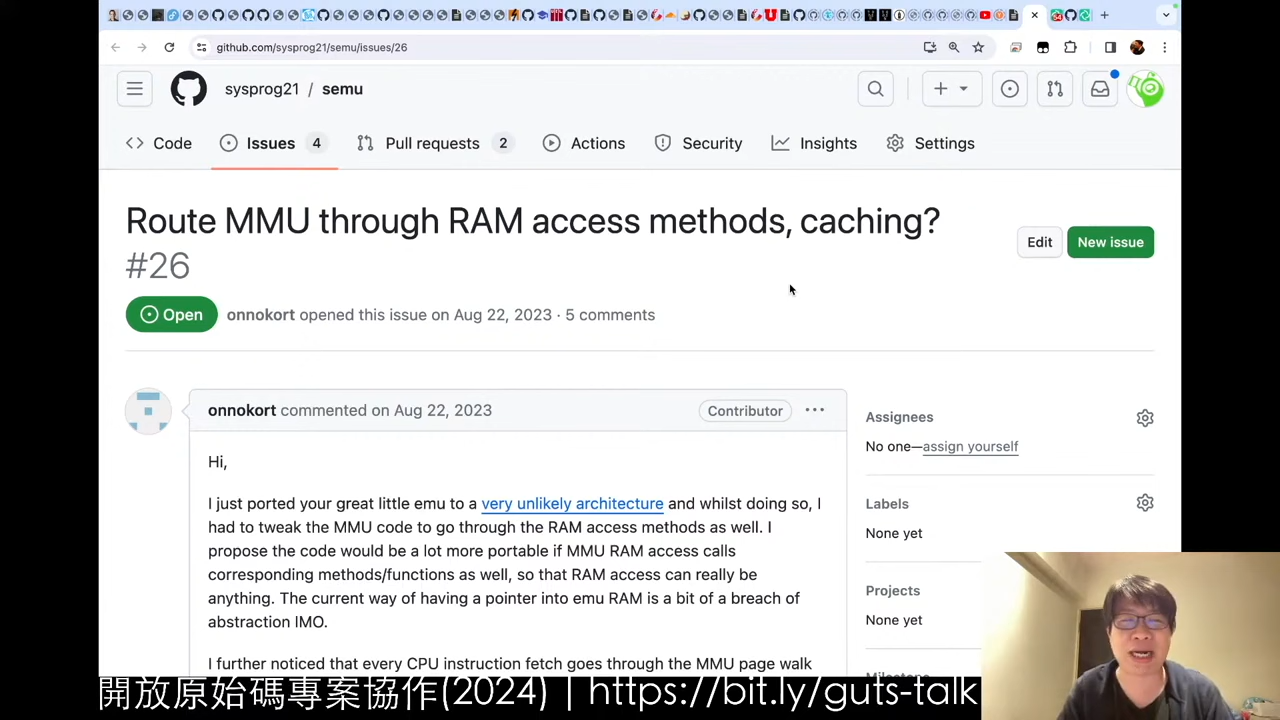 github.com/sysprog21/semu/issues/26
sysprog21 / semu
Code
Issues 4
Pull requests 2
Actions
Security
Insights
Settings
Route MMU through RAM access methods, caching?
#26
Edit
New issue
Open
onnokort opened this issue on Aug 22, 2023 · 5 comments
onnokort commented on Aug 22, 2023
Contributor
Hi,
I just ported your great little emu to a very unlikely architecture and whilst doing so, I
had to tweak the MMU code to go through the RAM access methods as well. I
propose the code would be a lot more portable if MMU RAM access calls
corresponding methods/functions as well, so that RAM access can really be
anything. The current way of having a pointer into emu RAM is a bit of a breach of
abstraction IMO.
I further noticed that every CPU instruction fetch goes through the MMU page walk
Assignees
No one—assign yourself
Labels
None yet
Projects
None yet
開放原始碼專案協作(2024) | https://bit.ly/guts-talk